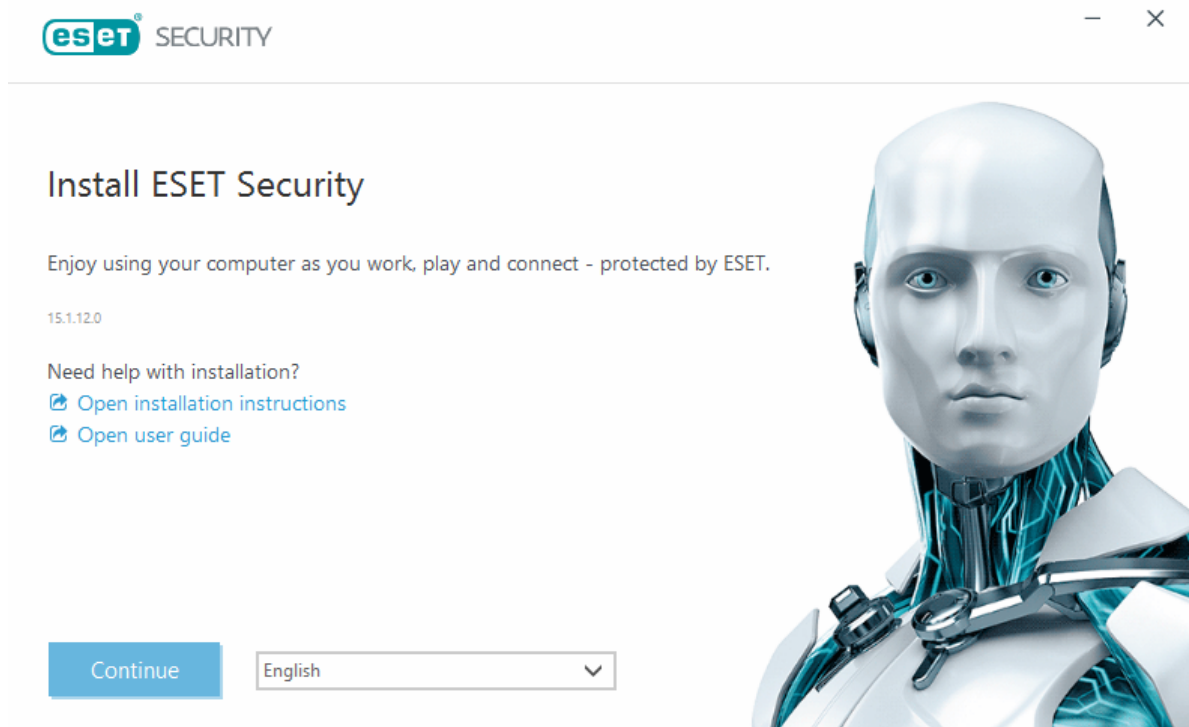 eset® SECURITY
Install ESET Security
Enjoy using your computer as you work, play and connect - protected by ESET.
15.1.12.0
Need help with installation?
Open installation instructions
Open user guide
Continue
English